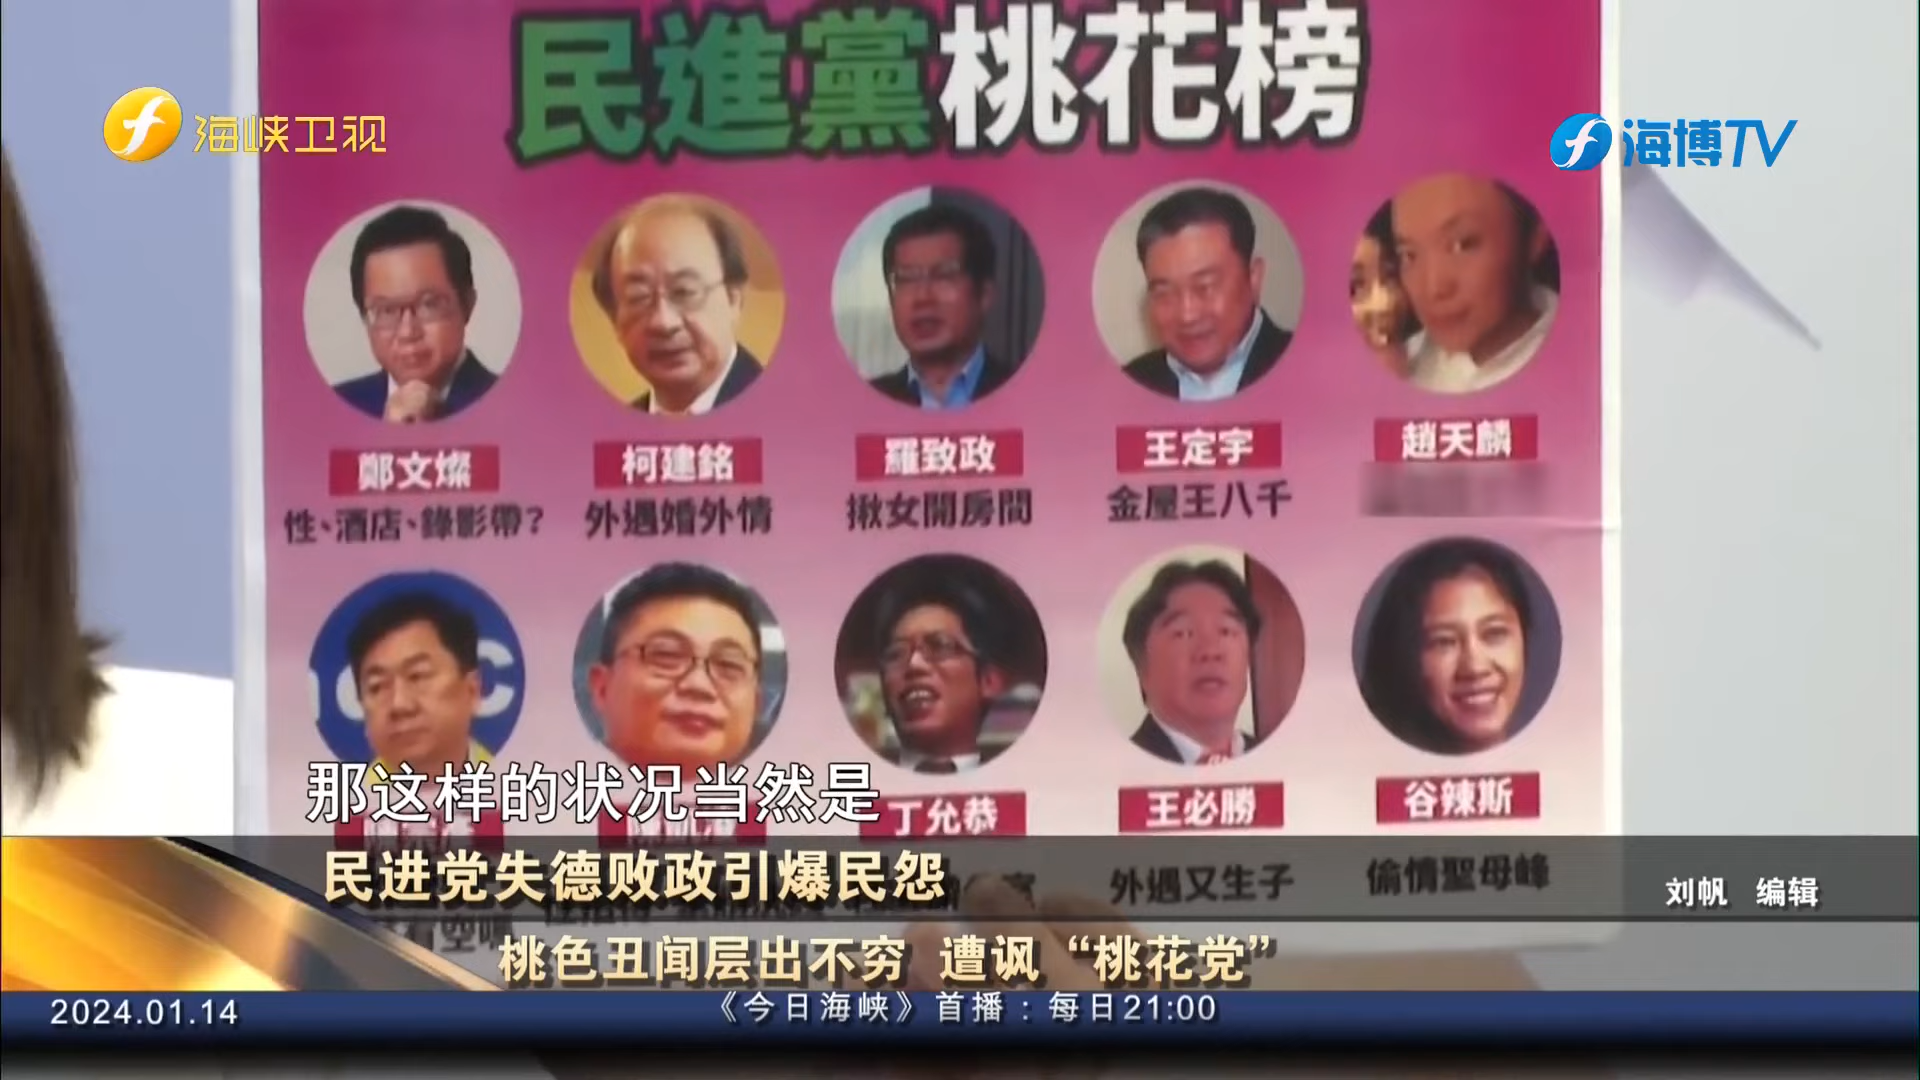 民進黨桃花榜
海峡卫视
海博TV
鄭文燦
柯建銘
羅致政
王定宇
趙天麟
性、酒店、錄影帶?
外遇婚外情
揪女開房間
金屋王八千
那这样的状况当然是
丁允恭
王必勝
谷辣斯
民进党失德败政引爆民怨
外遇又生子
偷情聖母峰
刘帆 编辑
桃色丑闻层出不穷 遭讽“桃花党”
2024.01.14
《今日海峡》首播：每日21:00